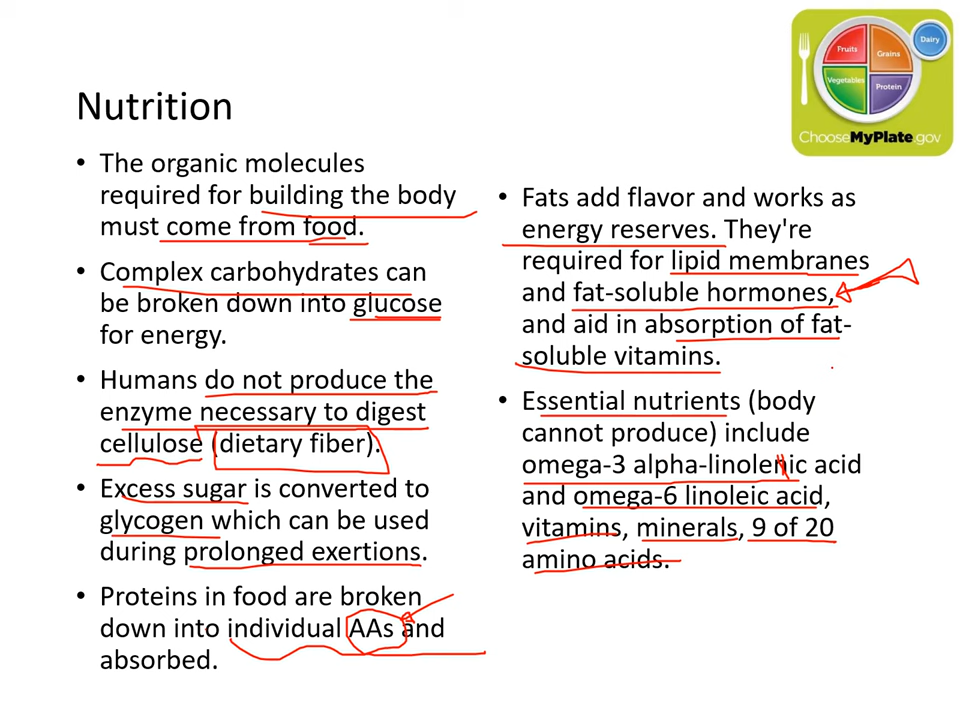 Nutrition
• The organic molecules
required for building the body
must come from food.
• Complex carbohydrates can
be broken down into glucose
for energy.
• Humans do not produce the
enzyme necessary to digest
cellulose (dietary fiber).
• Excess sugar is converted to
glycogen which can be used
during prolonged exertions.
• Proteins in food are broken
down into individual AAs and
absorbed.
Fruits
Grains
Dairy
Vegetables
Protein
ChooseMyPlate.gov
• Fats add flavor and works as
energy reserves. They're
required for lipid membranes
and fat-soluble hormones,
and aid in absorption of fat-
soluble vitamins.
• Essential nutrients (body
cannot produce) include
omega-3 alpha-linolenic acid
and omega-6 linoleic acid,
vitamins, minerals, 9 of 20
amino acids.